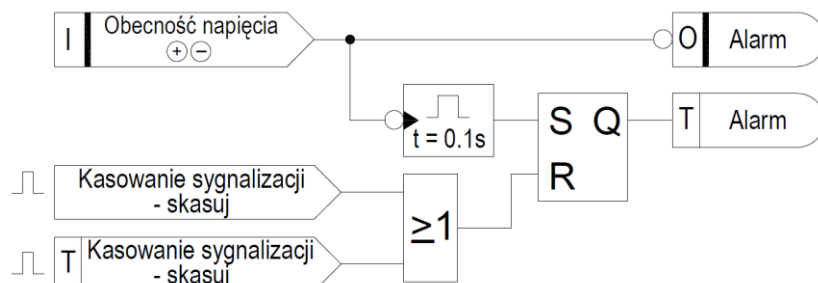 I
Obecność napięcia
+ −
O
Alarm
t = 0.1s
S Q
R
T
Alarm
Kasowanie sygnalizacji
- skasuj
≥1
T
Kasowanie sygnalizacji
- skasuj